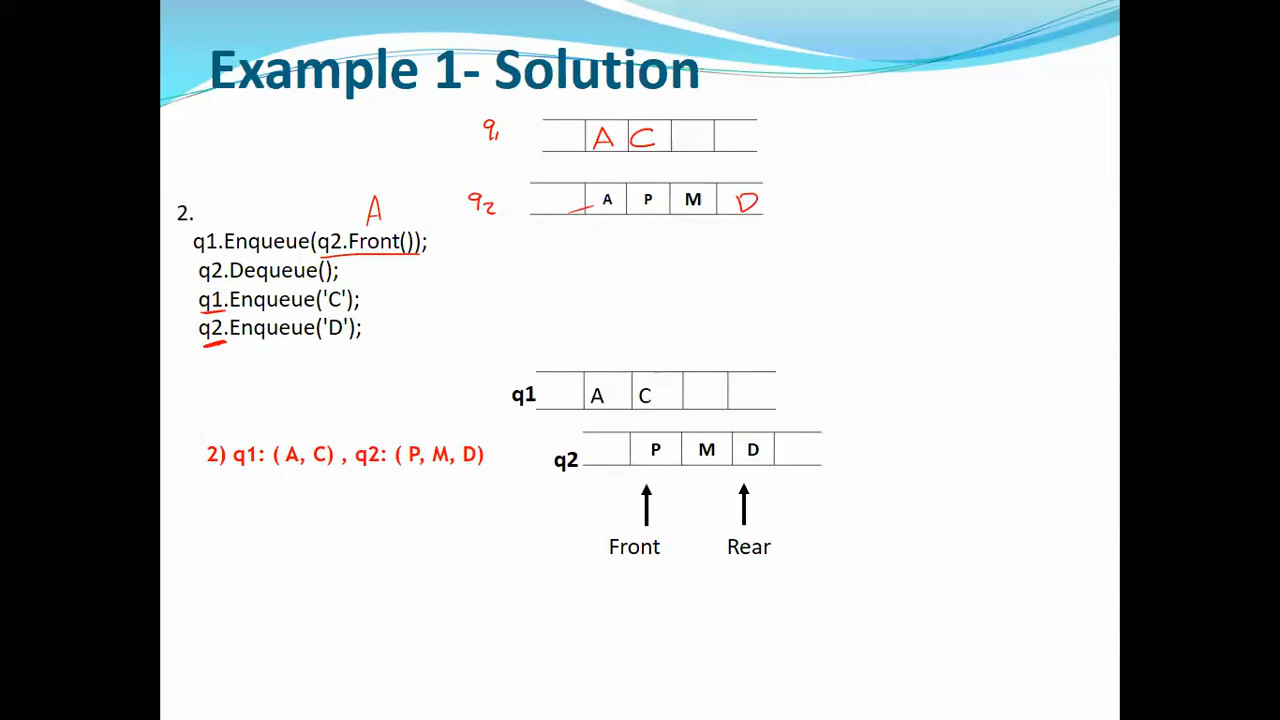 Example 1- Solution
q1 A C
q2 A P M D
2. A
q1.Enqueue(q2.Front());
q2.Dequeue();
q1.Enqueue('C');
q2.Enqueue('D');
q1 A C
2) q1: ( A, C) , q2: ( P, M, D)
q2 P M D
Front Rear